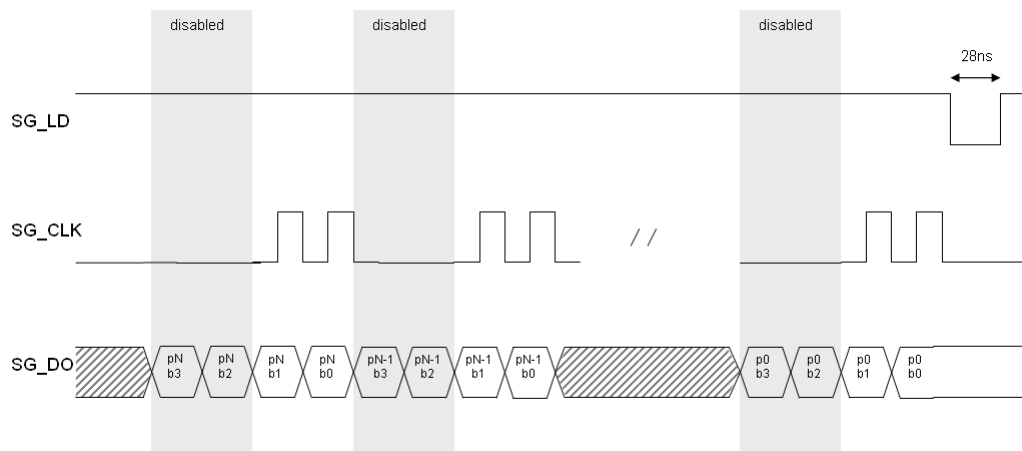 disabled disabled disabled
28ns
SG_LD
SG_CLK
/ /
SG_DO
pN pN pN pN pN-1 pN-1 pN-1 pN-1 p0 p0 p0 p0
b3 b2 b1 b0 b3 b2 b1 b0 b3 b2 b1 b0